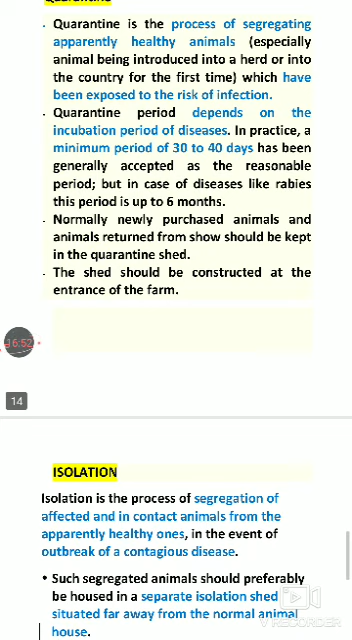 Quarantine
- Quarantine is the process of segregating
apparently healthy animals (especially
animal being introduced into a herd or into
the country for the first time) which have
been exposed to the risk of infection.
- Quarantine period depends on the
incubation period of diseases. In practice, a
minimum period of 30 to 40 days has been
generally accepted as the reasonable
period; but in case of diseases like rabies
this period is up to 6 months.
- Normally newly purchased animals and
animals returned from show should be kept
in the quarantine shed.
- The shed should be constructed at the
entrance of the farm.
16:52
14
ISOLATION
Isolation is the process of segregation of
affected and in contact animals from the
apparently healthy ones, in the event of
outbreak of a contagious disease.
• Such segregated animals should preferably
be housed in a separate isolation shed
situated far away from the normal animal
house.
V RECORDER